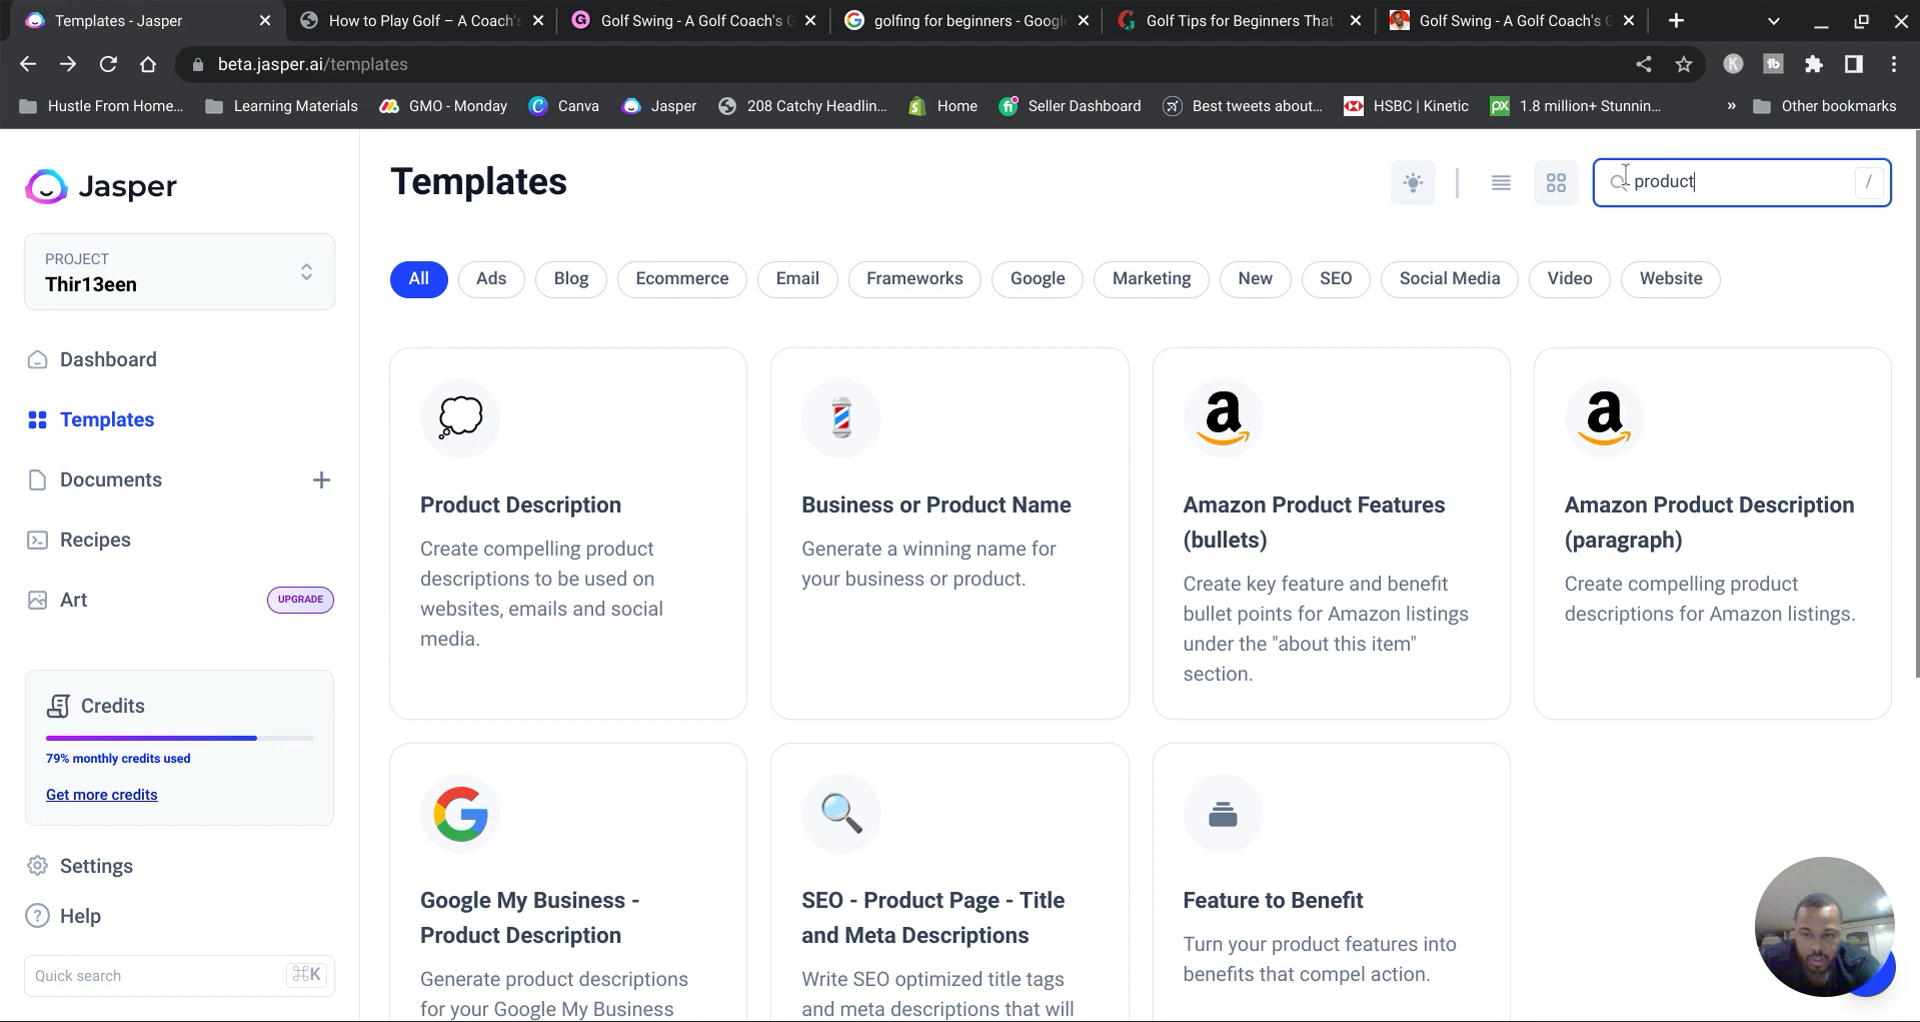 Templates - Jasper
How to Play Golf – A Coach's
Golf Swing - A Golf Coach's G
golfing for beginners - Google
Golf Tips for Beginners That
Golf Swing - A Golf Coach's G
beta.jasper.ai/templates
Hustle From Home...
Learning Materials
GMO - Monday
Canva
Jasper
208 Catchy Headlin...
Home
Seller Dashboard
Best tweets about...
HSBC | Kinetic
1.8 million+ Stunnin...
»
Other bookmarks
Jasper
PROJECT
Thir13een
Dashboard
Templates
Documents
Recipes
Art
UPGRADE
Credits
79% monthly credits used
Get more credits
Settings
Help
Quick search
⌘K
Templates
product
/
All
Ads
Blog
Ecommerce
Email
Frameworks
Google
Marketing
New
SEO
Social Media
Video
Website
Product Description
Create compelling product
descriptions to be used on
websites, emails and social
media.
Business or Product Name
Generate a winning name for
your business or product.
Amazon Product Features
(bullets)
Create key feature and benefit
bullet points for Amazon listings
under the "about this item"
section.
Amazon Product Description
(paragraph)
Create compelling product
descriptions for Amazon listings.
Google My Business -
Product Description
Generate product descriptions
for your Google My Business
SEO - Product Page - Title
and Meta Descriptions
Write SEO optimized title tags
and meta descriptions that will
Feature to Benefit
Turn your product features into
benefits that compel action.